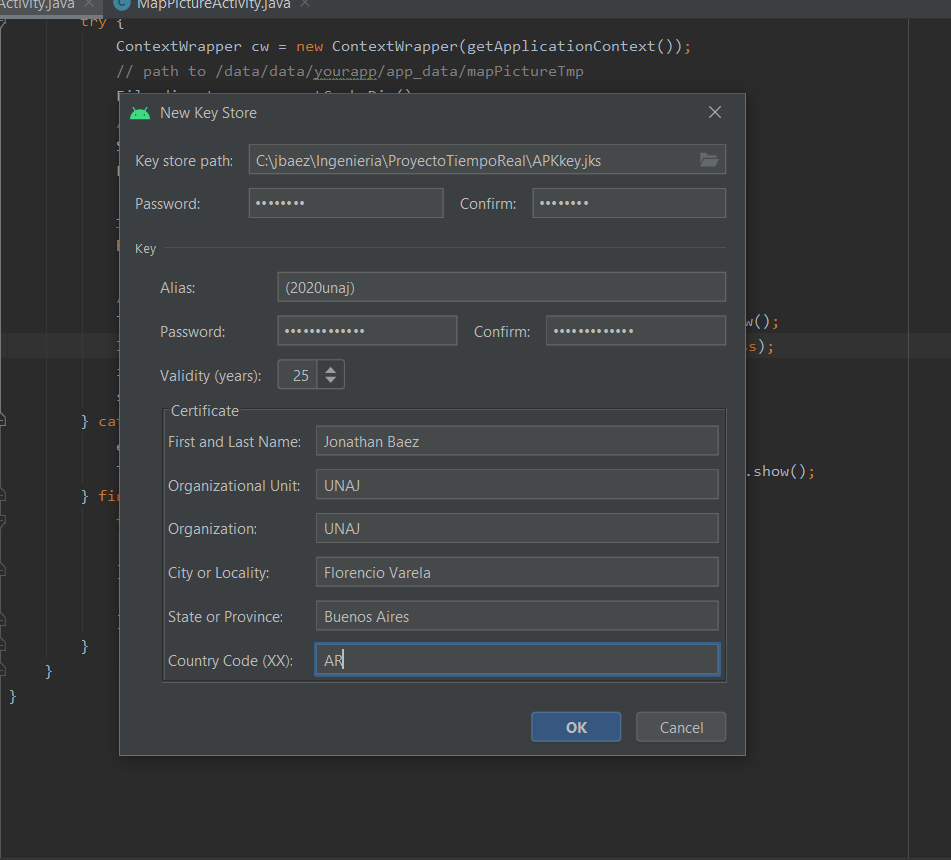 Activity.java MapPictureActivity.java
try {
ContextWrapper cw = new ContextWrapper(getApplicationContext());
// path to /data/data/yourapp/app_data/mapPictureTmp
New Key Store
Key store path: C:\jbaez\Ingenieria\ProyectoTiempoReal\APKkey.jks
Password: •••••••• Confirm: ••••••••
Key
Alias: (2020unaj)
Password: ••••••••••••• Confirm: •••••••••••••
w();
s);
Validity (years): 25
Certificate
} cat
First and Last Name: Jonathan Baez
.show();
Organizational Unit: UNAJ
} fin
Organization: UNAJ
City or Locality: Florencio Varela
State or Province: Buenos Aires
}
Country Code (XX): AR
}
}
OK Cancel